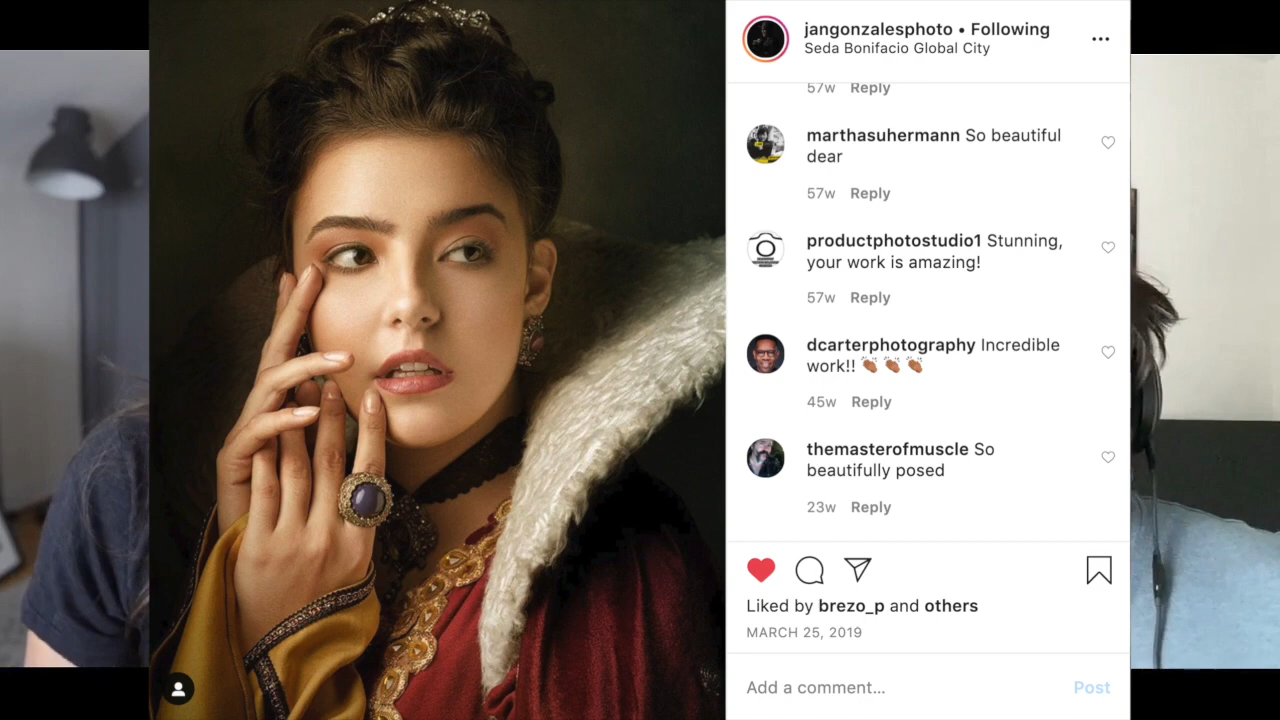 jangonzalesphoto • Following
Seda Bonifacio Global City
57w Reply
marthasuhermann So beautiful
dear
57w Reply
productphotostudio1 Stunning,
your work is amazing!
57w Reply
dcarterphotography Incredible
work!! 👏🏾👏🏾👏🏾
45w Reply
themasterofmuscle So
beautifully posed
23w Reply
Liked by brezo_p and others
MARCH 25, 2019
Add a comment...
Post